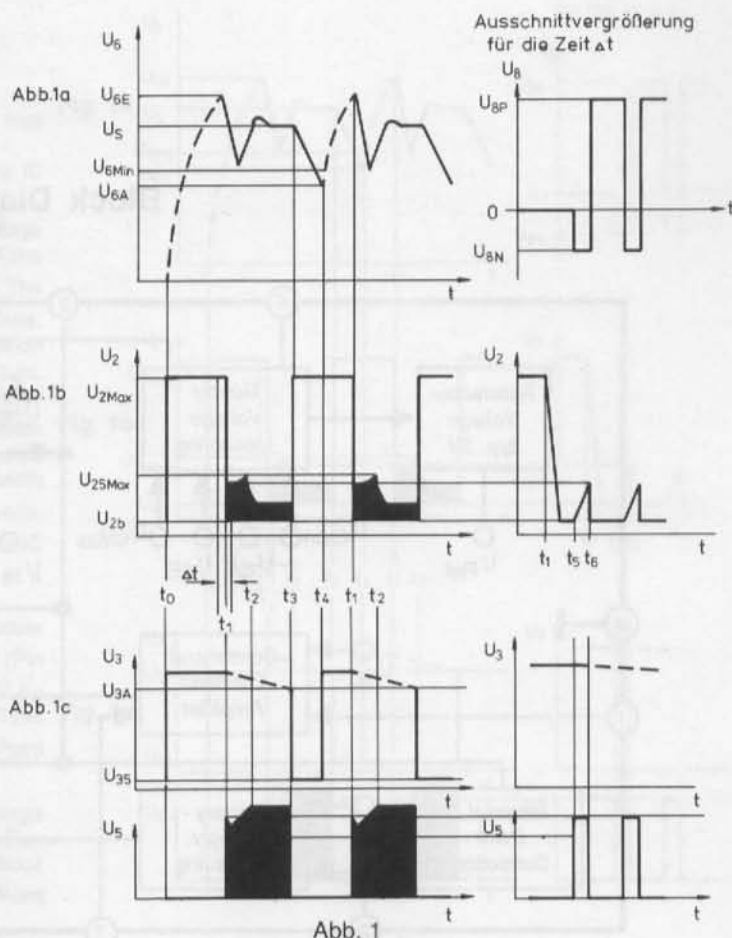 Ausschnittvergrößerung
für die Zeit Δt
U6
U8
Abb.1a
U6E
US
U6Min
U6A
t
U8P
0
U8N
t
U2
U2
Abb.1b
U2Max
U2SMax
U2b
t
t1
t5
t6
t
Δt
t0
t1
t2
t3
t4
t1
t2
U3
U3
Abb.1c
U3A
U3S
t
t
U5
U5
t
t
Abb. 1